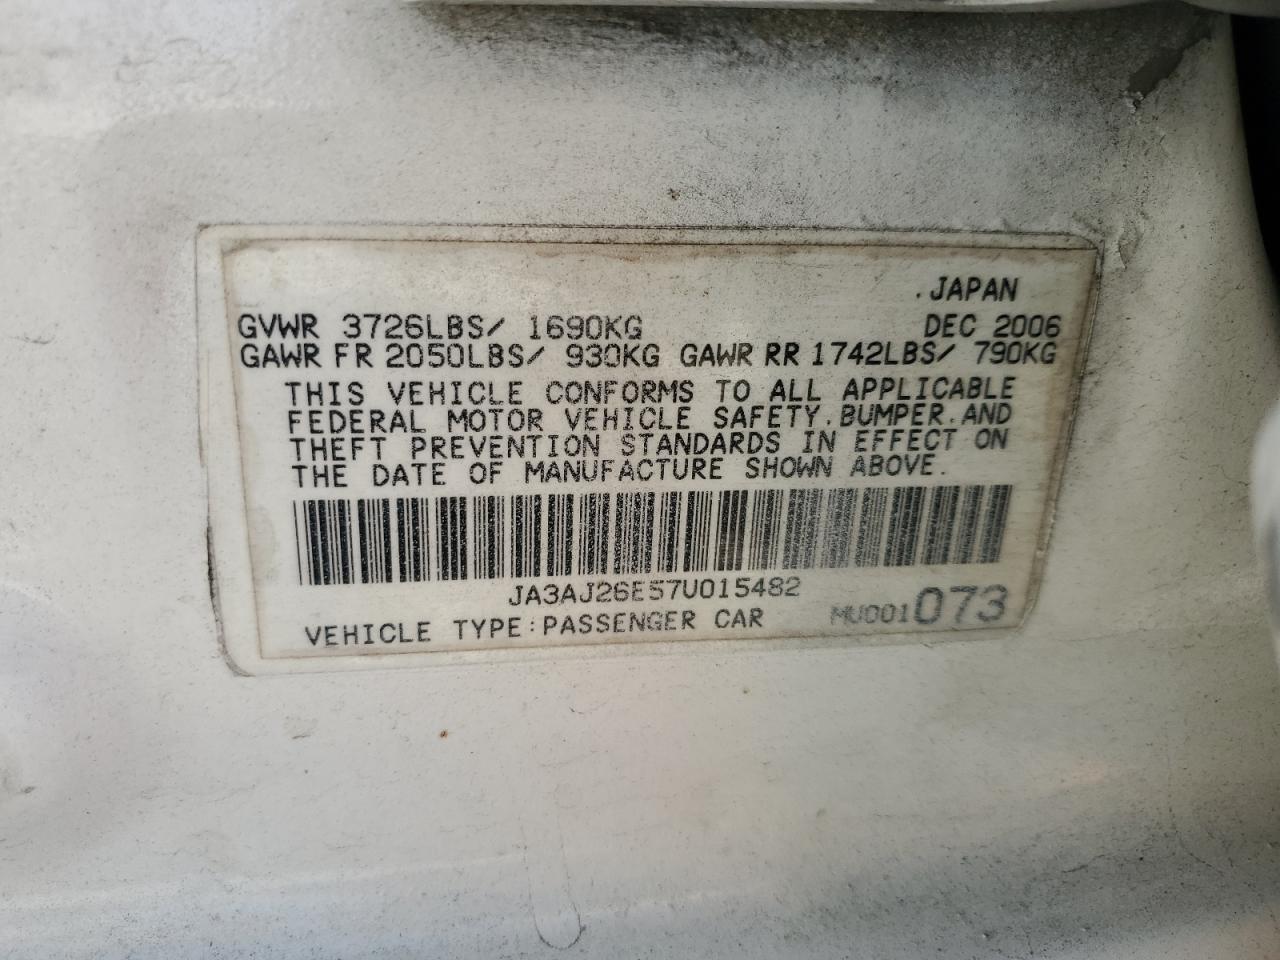 .JAPAN
GVWR 3726LBS/ 1690KG DEC 2006
GAWR FR 2050LBS/ 930KG GAWR RR 1742LBS/ 790KG
THIS VEHICLE CONFORMS TO ALL APPLICABLE
FEDERAL MOTOR VEHICLE SAFETY,BUMPER,AND
THEFT PREVENTION STANDARDS IN EFFECT ON
THE DATE OF MANUFACTURE SHOWN ABOVE.
JA3AJ26E57U015482
VEHICLE TYPE:PASSENGER CAR MU001 073